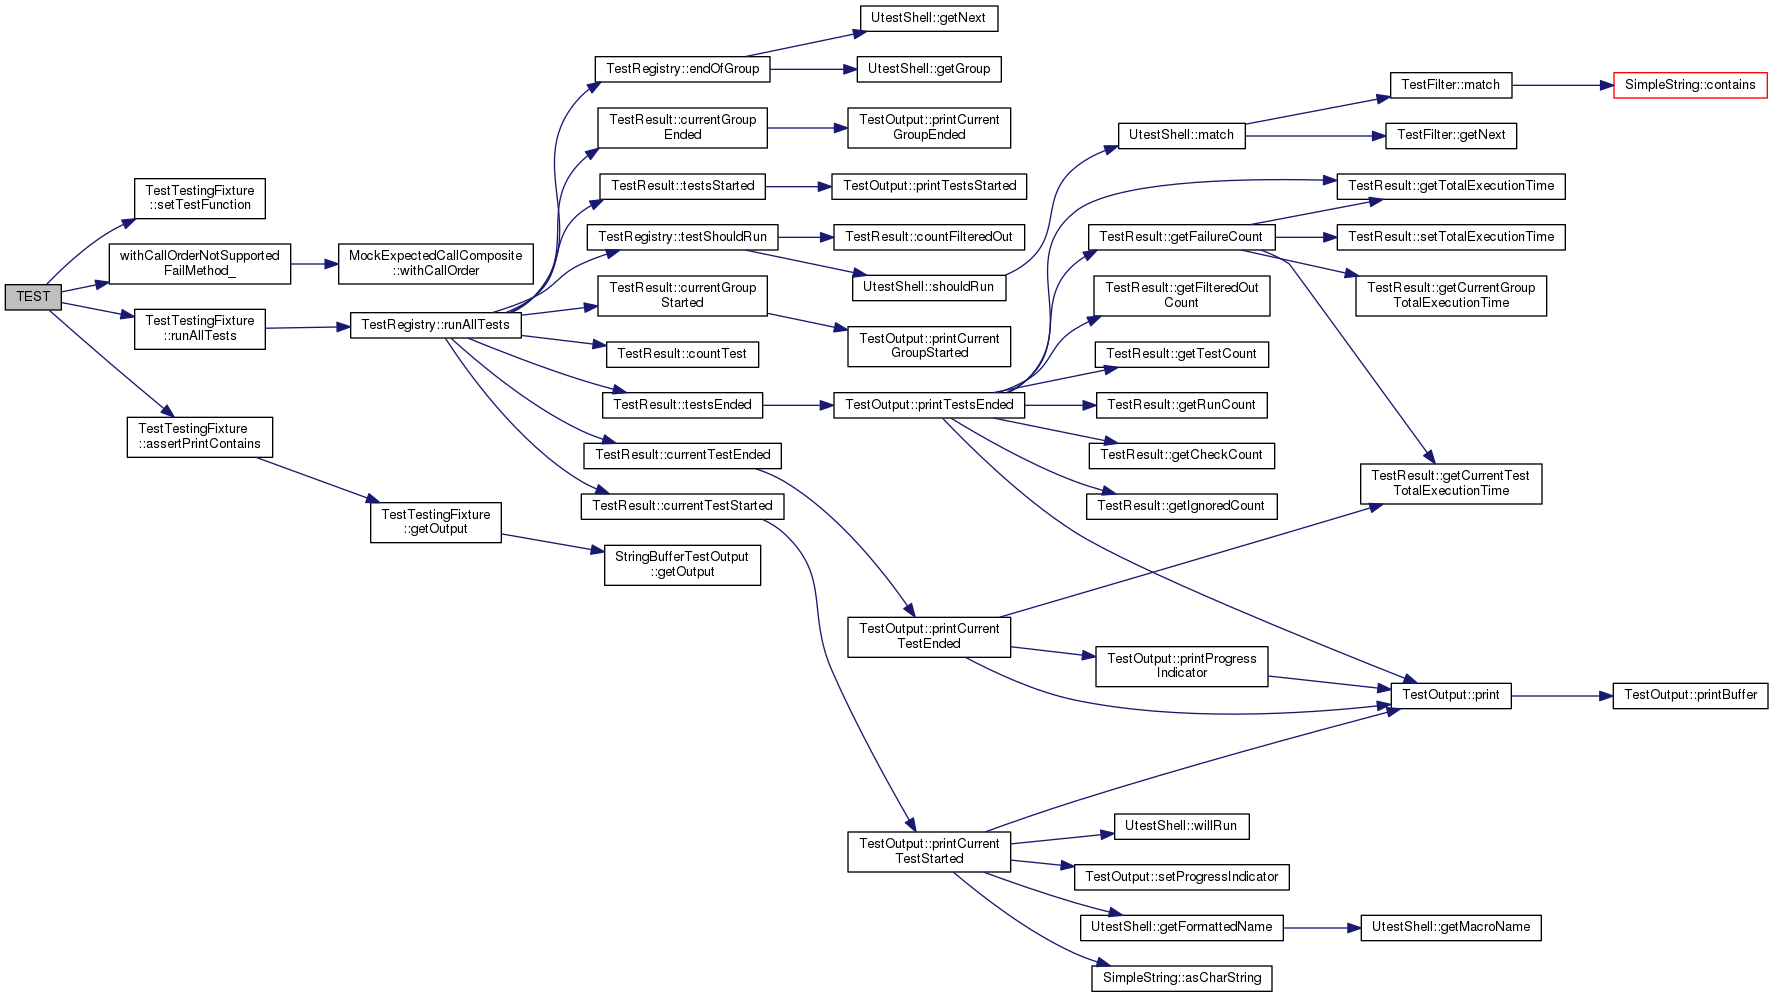 TEST
TestTestingFixture
::setTestFunction
withCallOrderNotSupported
FailMethod_
TestTestingFixture
::runAllTests
TestTestingFixture
::assertPrintContains
MockExpectedCallComposite
::withCallOrder
TestRegistry::runAllTests
TestTestingFixture
::getOutput
TestRegistry::endOfGroup
TestResult::currentGroup
Ended
TestResult::testsStarted
TestRegistry::testShouldRun
TestResult::currentGroup
Started
TestResult::countTest
TestResult::testsEnded
TestResult::currentTestEnded
TestResult::currentTestStarted
StringBufferTestOutput
::getOutput
UtestShell::getNext
UtestShell::getGroup
TestOutput::printCurrent
GroupEnded
TestOutput::printTestsStarted
TestResult::countFilteredOut
UtestShell::shouldRun
TestOutput::printCurrent
GroupStarted
TestOutput::printTestsEnded
TestOutput::printCurrent
TestEnded
TestOutput::printCurrent
TestStarted
UtestShell::match
TestResult::getFailureCount
TestResult::getFilteredOut
Count
TestResult::getTestCount
TestResult::getRunCount
TestResult::getCheckCount
TestResult::getIgnoredCount
TestOutput::printProgress
Indicator
UtestShell::willRun
TestOutput::setProgressIndicator
UtestShell::getFormattedName
SimpleString::asCharString
TestFilter::match
TestFilter::getNext
TestResult::getTotalExecutionTime
TestResult::setTotalExecutionTime
TestResult::getCurrentGroup
TotalExecutionTime
TestResult::getCurrentTest
TotalExecutionTime
TestOutput::print
UtestShell::getMacroName
SimpleString::contains
TestOutput::printBuffer